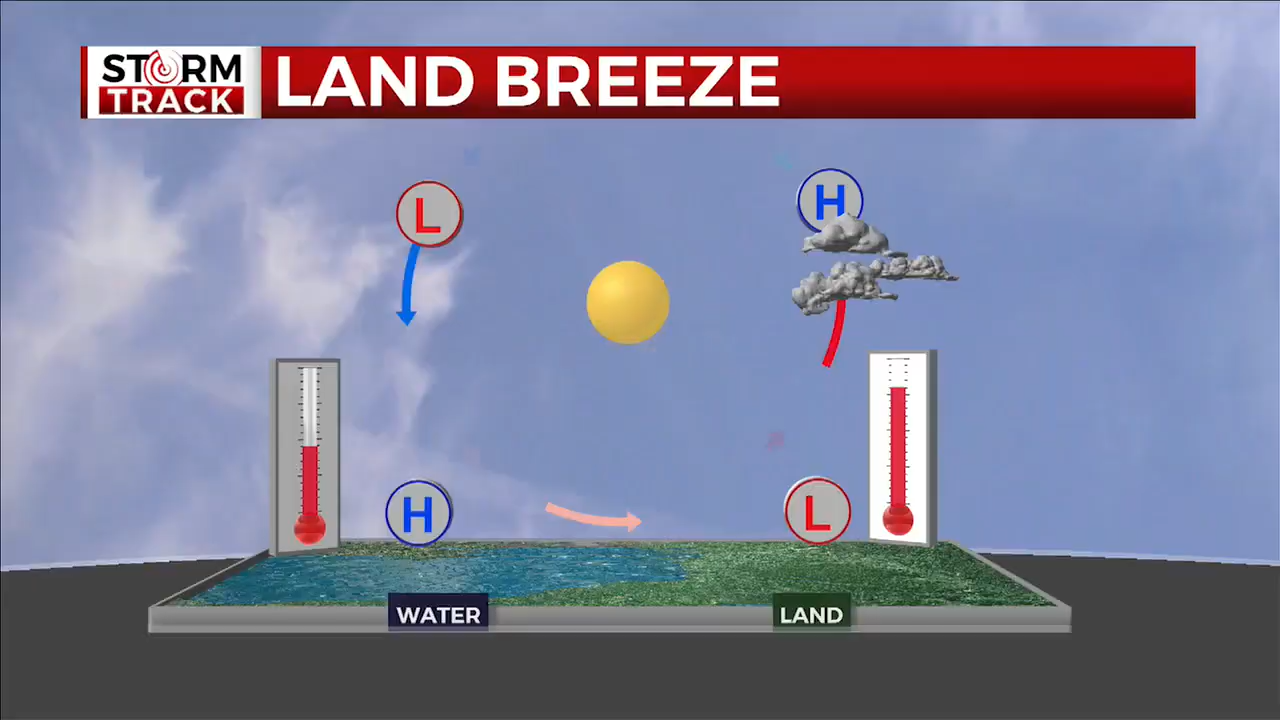 STORM
TRACK
LAND BREEZE
L
H
H
L
WATER
LAND